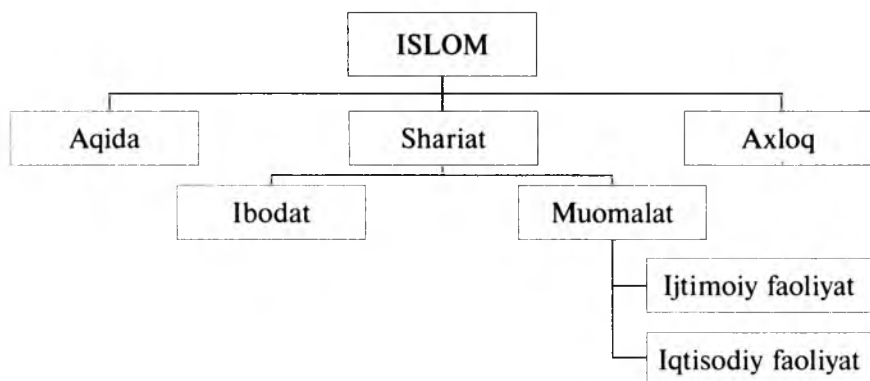 ISLOM
Aqida
Shariat
Axloq
Ibodat
Muomalat
Ijtimoiy faoliyat
Iqtisodiy faoliyat